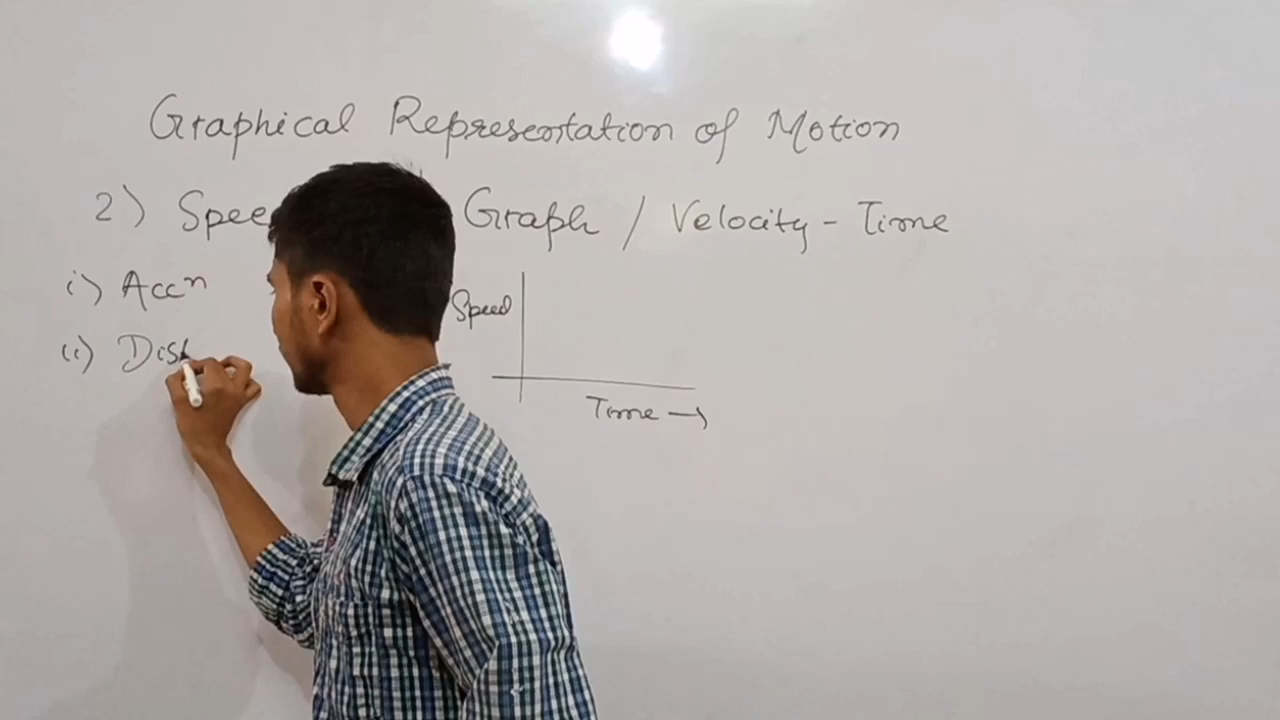 Graphical Representation of Motion
2) Spee Graph / Velocity - Time
i) Accn
ii) Dist
Speed
Time →